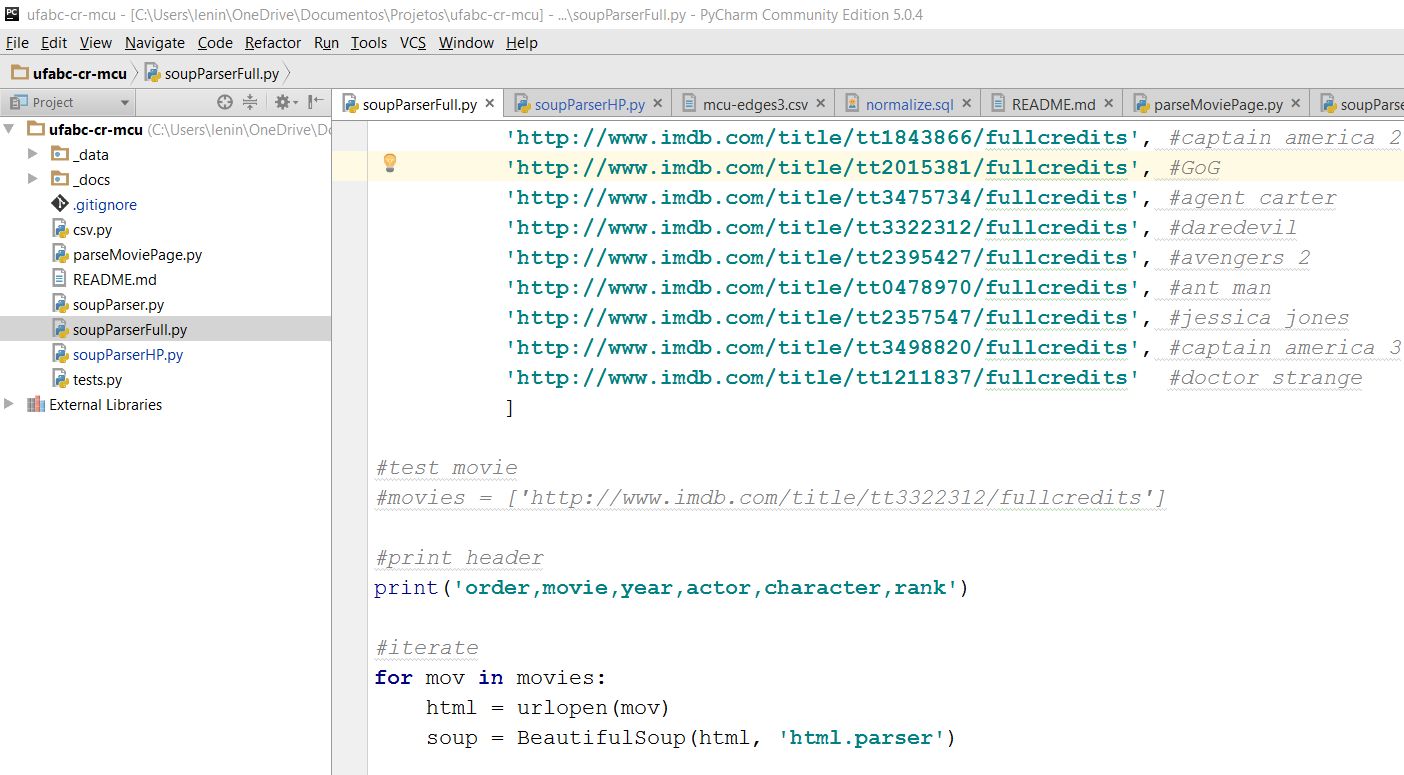 ufabc-cr-mcu - [C:\Users\lenin\OneDrive\Documentos\Projetos\ufabc-cr-mcu] - ...\soupParserFull.py - PyCharm Community Edition 5.0.4
File Edit View Navigate Code Refactor Run Tools VCS Window Help
ufabc-cr-mcu soupParserFull.py
Project
soupParserFull.py soupParserHP.py mcu-edges3.csv normalize.sql README.md parseMoviePage.py soupParse
ufabc-cr-mcu (C:\Users\lenin\OneDrive\Do
_data
_docs
.gitignore
csv.py
parseMoviePage.py
README.md
soupParser.py
soupParserFull.py
soupParserHP.py
tests.py
External Libraries
'http://www.imdb.com/title/tt1843866/fullcredits', #captain america 2
'http://www.imdb.com/title/tt2015381/fullcredits', #GoG
'http://www.imdb.com/title/tt3475734/fullcredits', #agent carter
'http://www.imdb.com/title/tt3322312/fullcredits', #daredevil
'http://www.imdb.com/title/tt2395427/fullcredits', #avengers 2
'http://www.imdb.com/title/tt0478970/fullcredits', #ant man
'http://www.imdb.com/title/tt2357547/fullcredits', #jessica jones
'http://www.imdb.com/title/tt3498820/fullcredits', #captain america 3
'http://www.imdb.com/title/tt1211837/fullcredits' #doctor strange
]
#test movie
#movies = ['http://www.imdb.com/title/tt3322312/fullcredits']
#print header
print('order,movie,year,actor,character,rank')
#iterate
for mov in movies:
html = urlopen(mov)
soup = BeautifulSoup(html, 'html.parser')